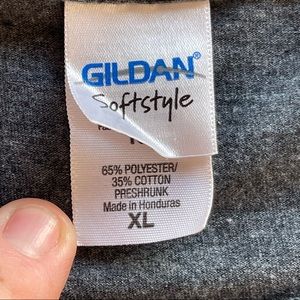 GILDAN®
Softstyle
65% POLYESTER/
35% COTTON
PRESHRUNK
Made in Honduras
XL